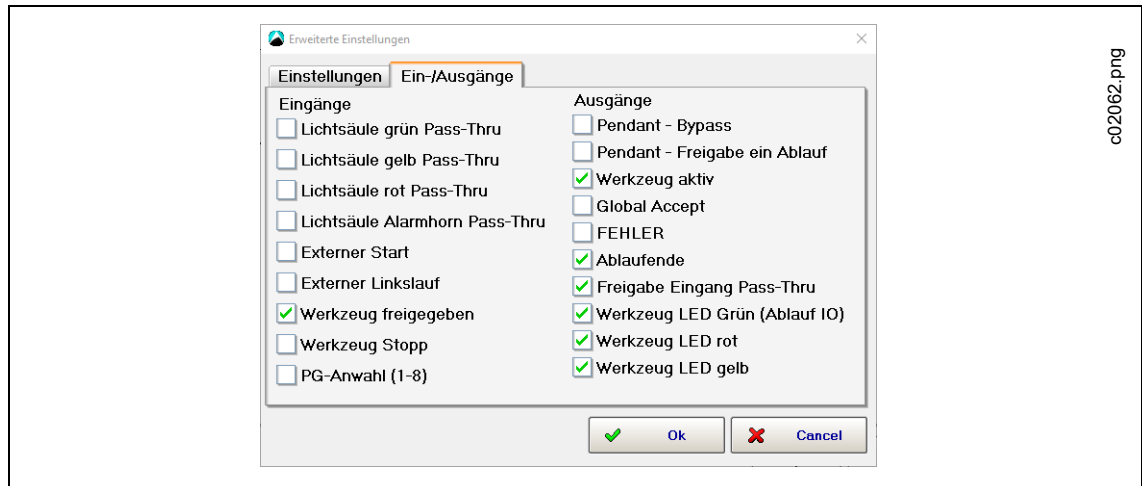 Erweiterte Einstellungen
Einstellungen
Ein-/Ausgänge
Eingänge
Lichtsäule grün Pass-Thru
Lichtsäule gelb Pass-Thru
Lichtsäule rot Pass-Thru
Lichtsäule Alarmhorn Pass-Thru
Externer Start
Externer Linkslauf
Werkzeug freigegeben
Werkzeug Stopp
PG-Anwahl (1-8)
Ausgänge
Pendant - Bypass
Pendant - Freigabe ein Ablauf
Werkzeug aktiv
Global Accept
FEHLER
Ablaufende
Freigabe Eingang Pass-Thru
Werkzeug LED Grün (Ablauf IO)
Werkzeug LED rot
Werkzeug LED gelb
Ok
Cancel
c02062.png